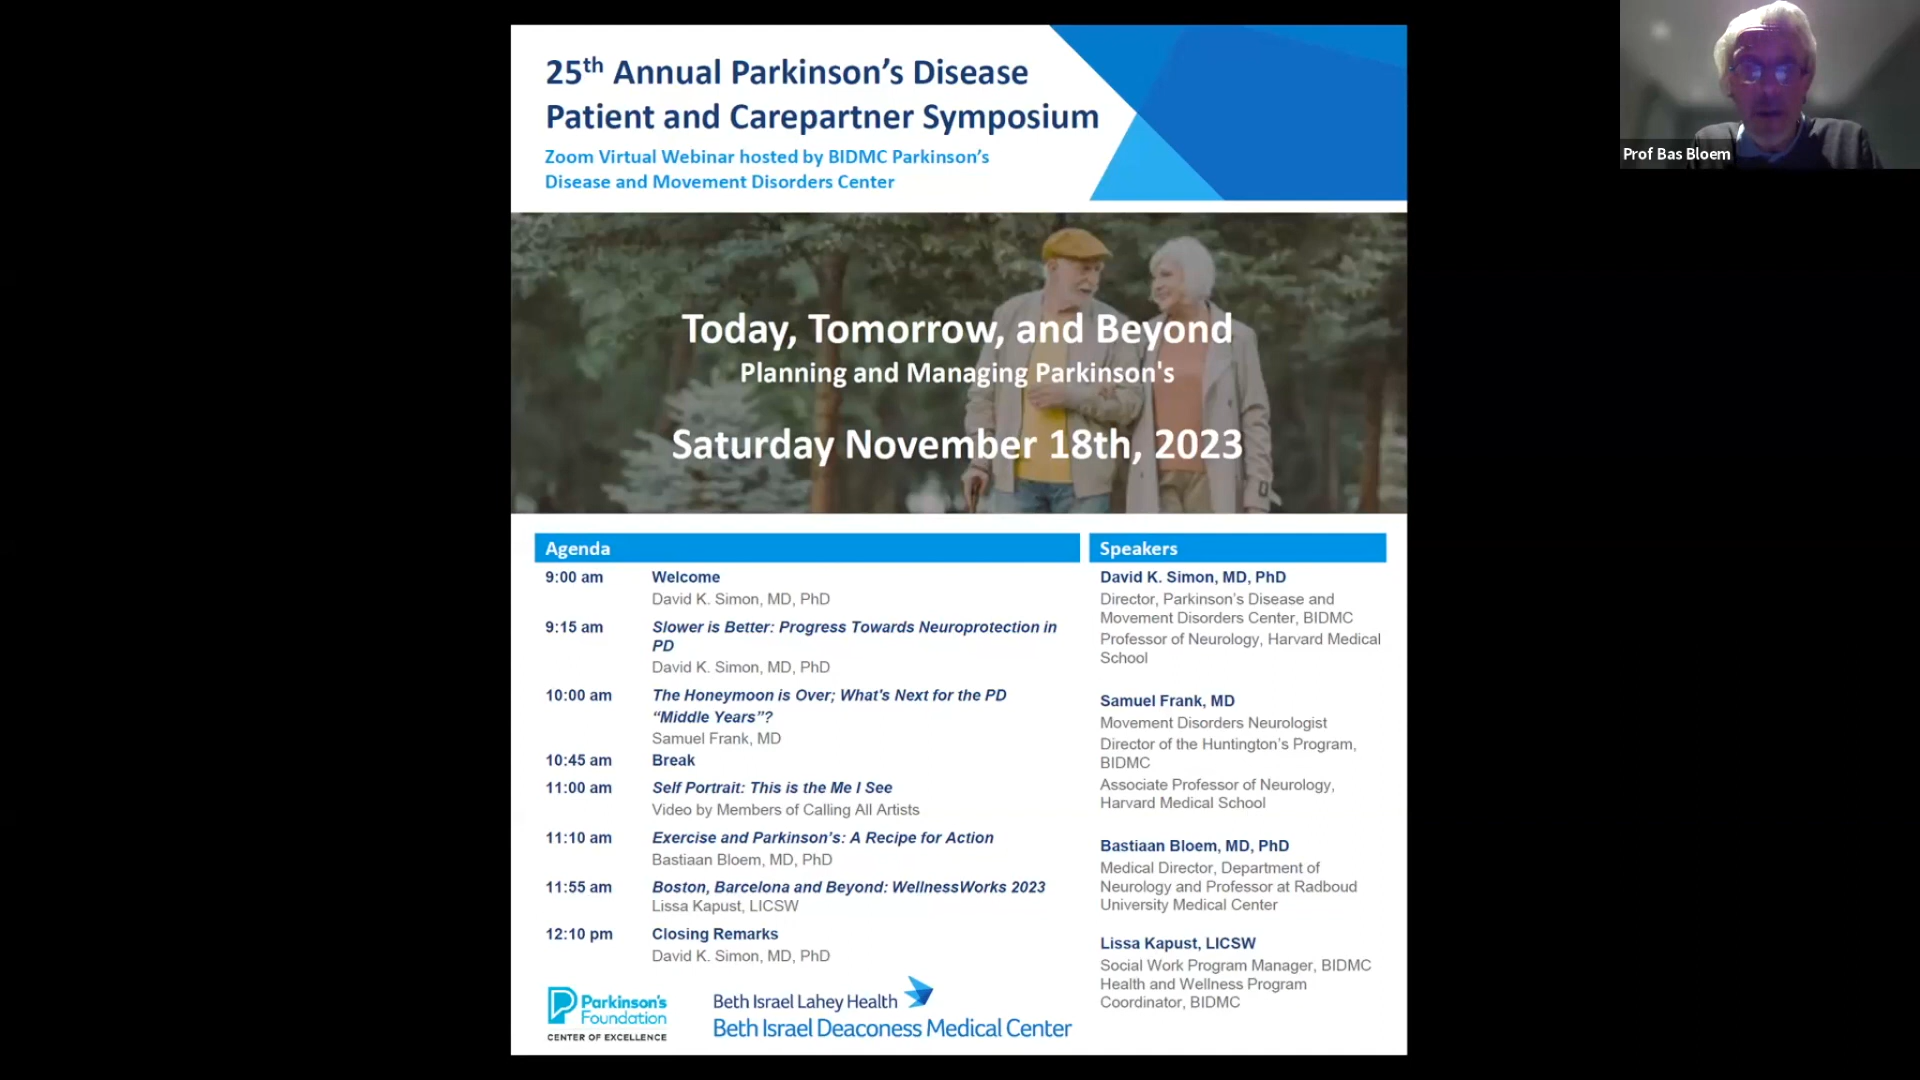 25th Annual Parkinson's Disease
Patient and Carepartner Symposium
Zoom Virtual Webinar hosted by BIDMC Parkinson's
Disease and Movement Disorders Center
Prof Bas Bloem
Today, Tomorrow, and Beyond
Planning and Managing Parkinson's
Saturday November 18th, 2023
Agenda
9:00 am Welcome
David K. Simon, MD, PhD
9:15 am Slower is Better: Progress Towards Neuroprotection in
PD
David K. Simon, MD, PhD
10:00 am The Honeymoon is Over; What's Next for the PD
“Middle Years”?
Samuel Frank, MD
10:45 am Break
11:00 am Self Portrait: This is the Me I See
Video by Members of Calling All Artists
11:10 am Exercise and Parkinson's: A Recipe for Action
Bastiaan Bloem, MD, PhD
11:55 am Boston, Barcelona and Beyond: WellnessWorks 2023
Lissa Kapust, LICSW
12:10 pm Closing Remarks
David K. Simon, MD, PhD
Speakers
David K. Simon, MD, PhD
Director, Parkinson's Disease and
Movement Disorders Center, BIDMC
Professor of Neurology, Harvard Medical
School
Samuel Frank, MD
Movement Disorders Neurologist
Director of the Huntington's Program,
BIDMC
Associate Professor of Neurology,
Harvard Medical School
Bastiaan Bloem, MD, PhD
Medical Director, Department of
Neurology and Professor at Radboud
University Medical Center
Lissa Kapust, LICSW
Social Work Program Manager, BIDMC
Health and Wellness Program
Coordinator, BIDMC
Parkinson's
Foundation
CENTER OF EXCELLENCE
Beth Israel Lahey Health
Beth Israel Deaconess Medical Center